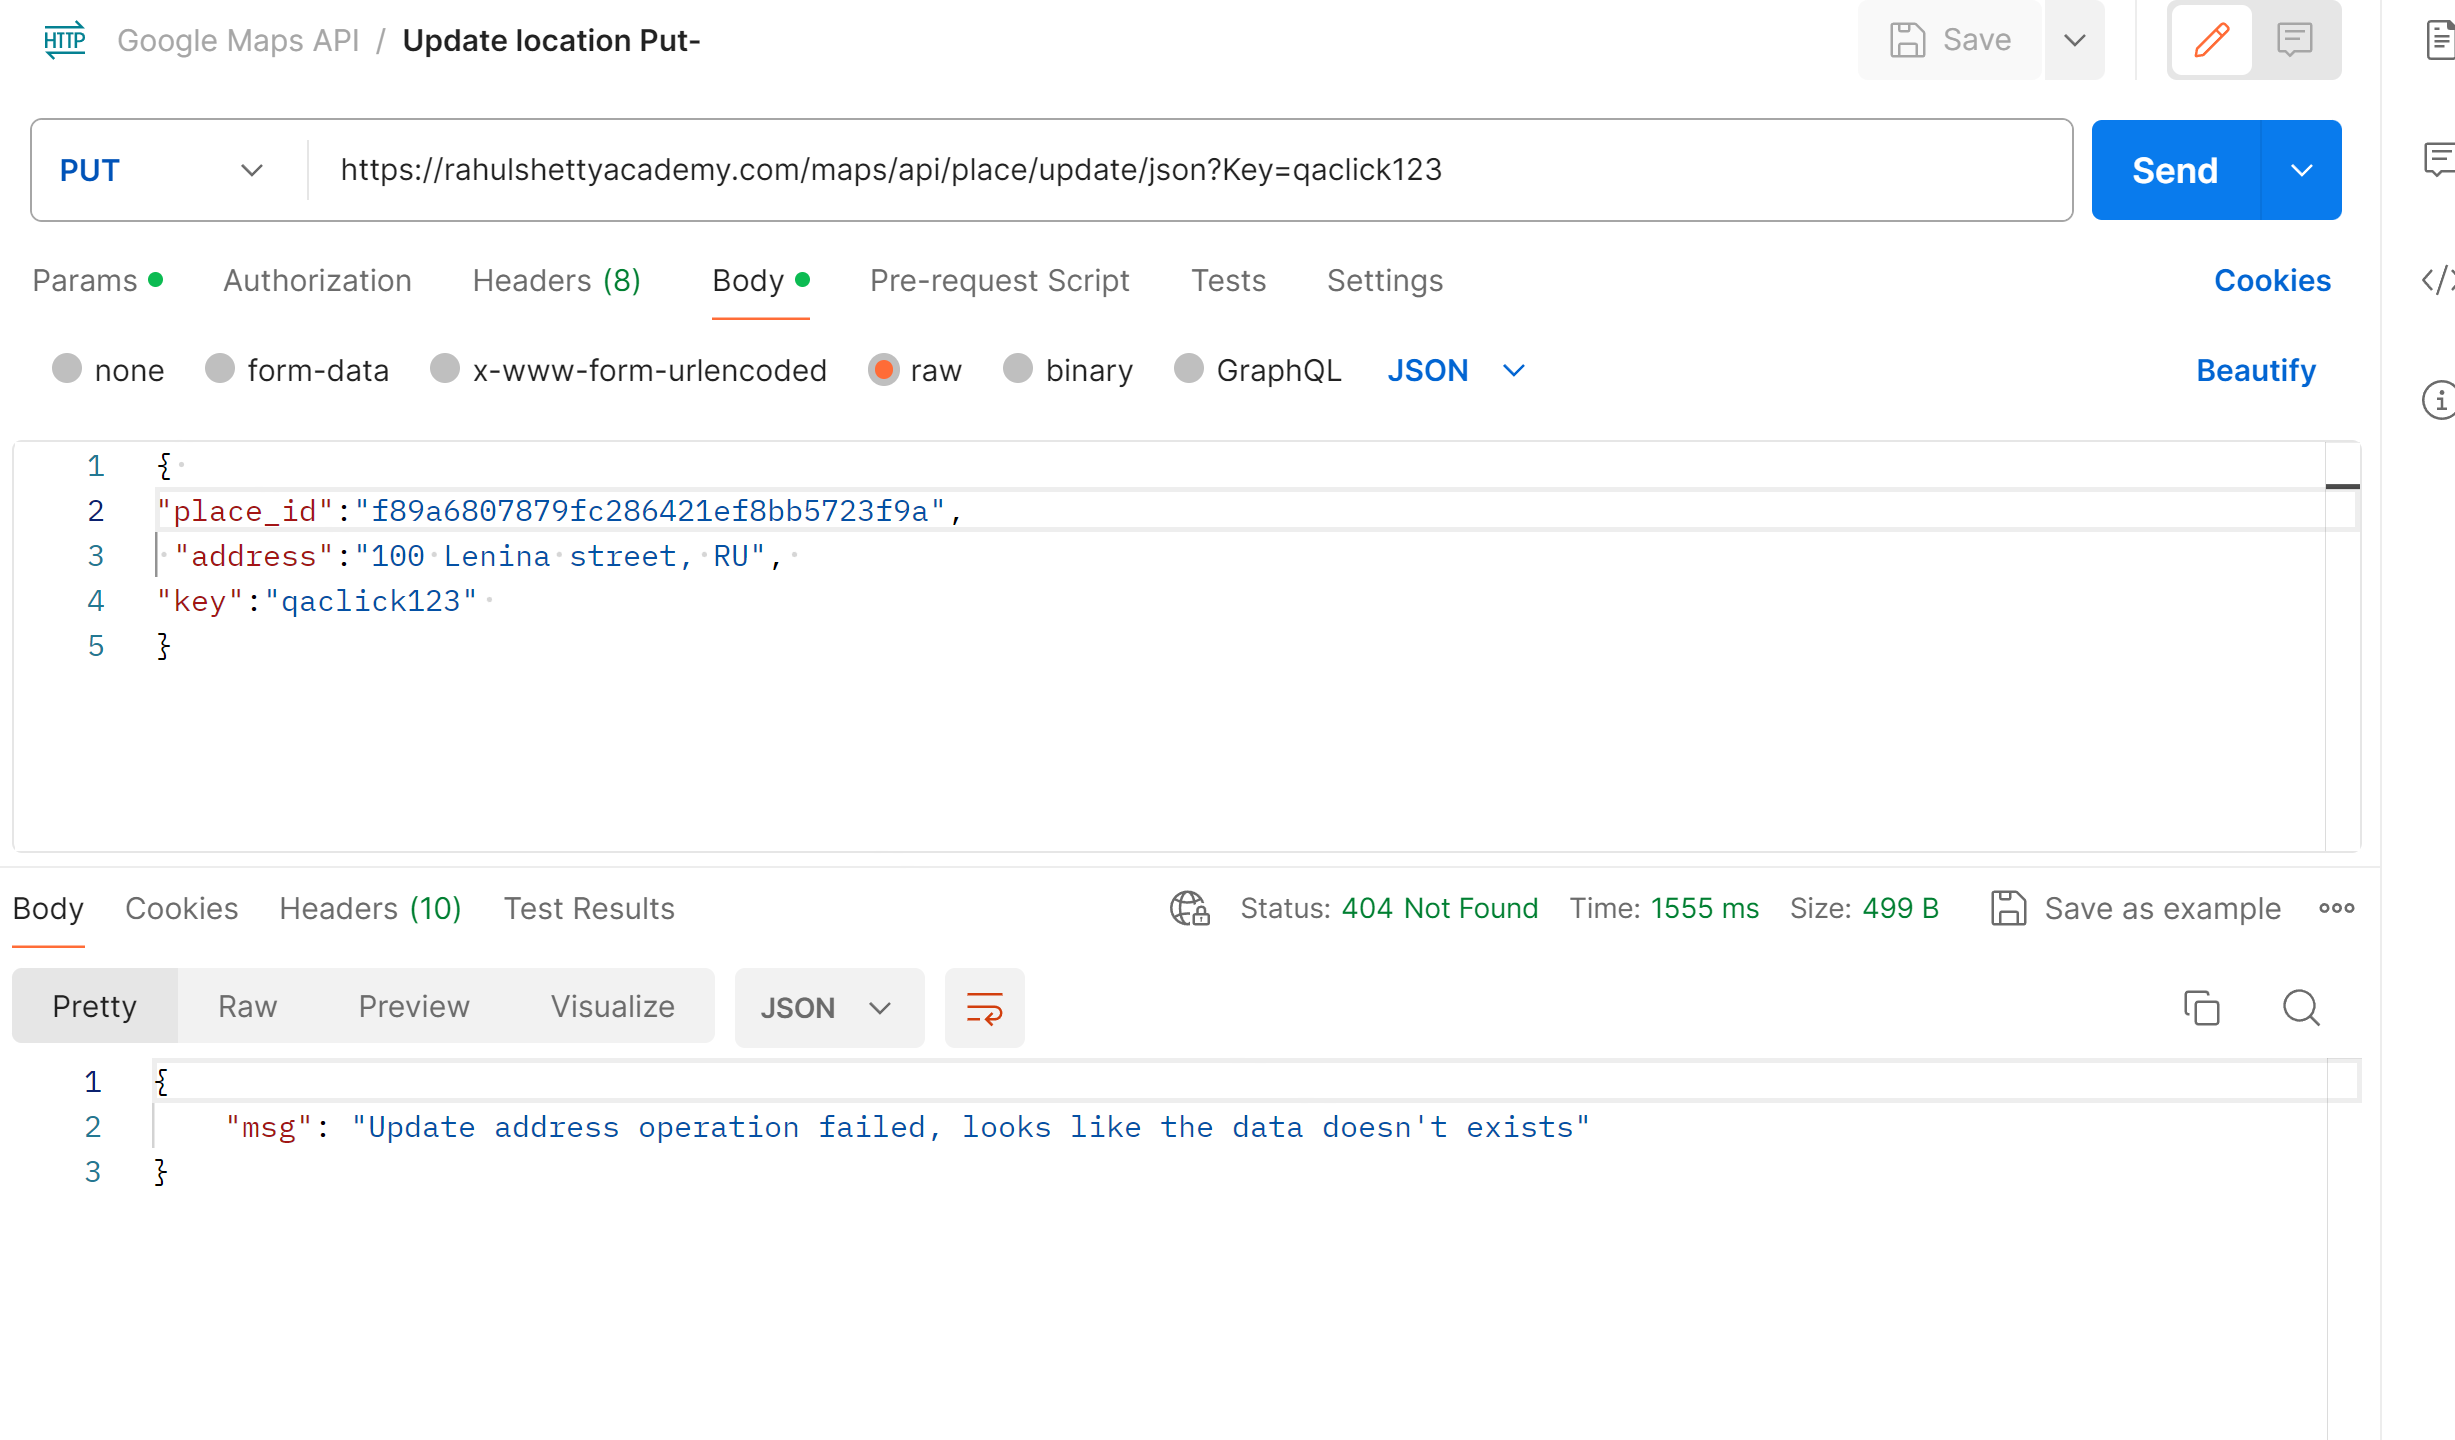 HTTP Google Maps API / Update location Put- Save
PUT https://rahulshettyacademy.com/maps/api/place/update/json?Key=qaclick123 Send
Params Authorization Headers (8) Body Pre-request Script Tests Settings Cookies
none form-data x-www-form-urlencoded raw binary GraphQL JSON Beautify
1 {
2 "place_id":"f89a6807879fc286421ef8bb5723f9a",
3 "address":"100 Lenina street, RU",
4 "key":"qaclick123"
5 }
Body Cookies Headers (10) Test Results Status: 404 Not Found Time: 1555 ms Size: 499 B Save as example
Pretty Raw Preview Visualize JSON
1 {
2 "msg": "Update address operation failed, looks like the data doesn't exists"
3 }